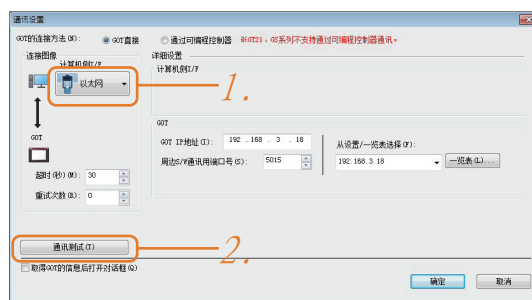 通讯设置
GOT的连接方法(N): GOT直接 通过可编程控制器 ※GT21、GS系列不支持通过可编程控制器通讯。
连接图像
计算机侧I/F
以太网
1.
GOT
超时(秒)(M): 30
重试次数(R): 0
详细设置
计算机侧I/F
GOT
GOT IP地址(I): 192 . 168 . 3 . 18
周边S/W通讯用端口号(S): 5015
从设置/一览表选择(F):
192.168.3.18 一览表(L)...
通讯测试(T)
2.
取得GOT的信息后打开对话框(Q)
确定 取消